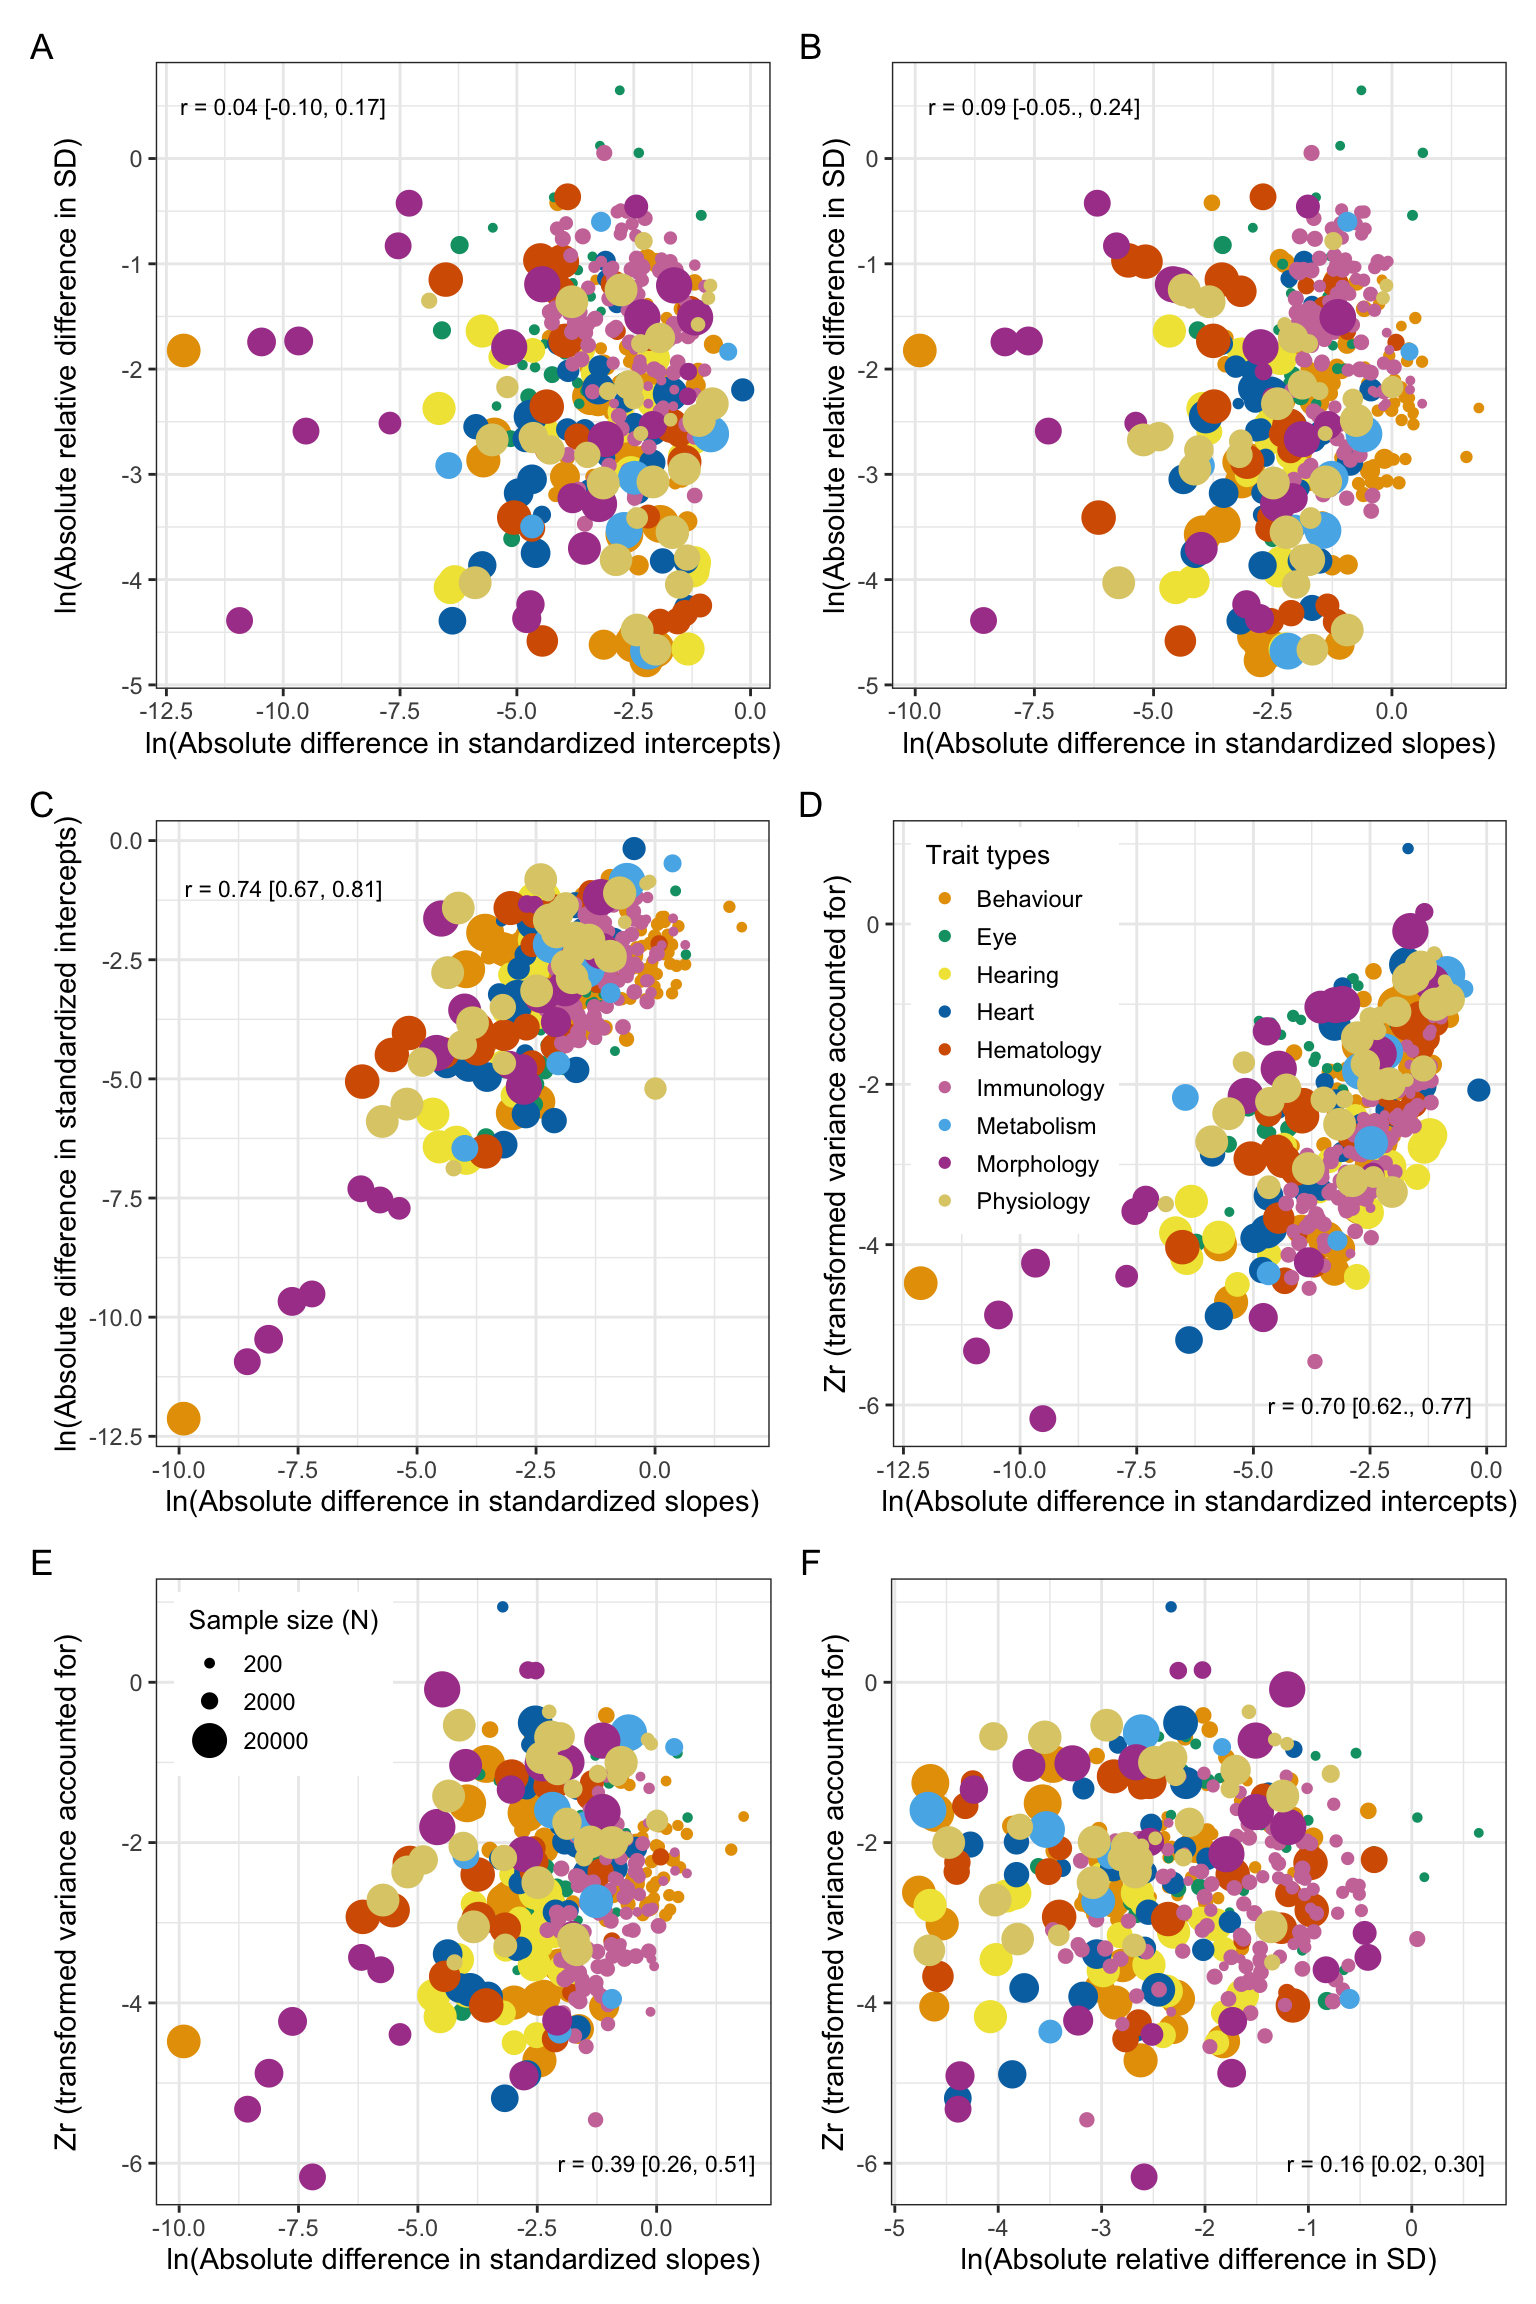 A
r = 0.04 [-0.10, 0.17]
ln(Absolute relative difference in SD)
0
-1
-2
-3
-4
-5
-12.5 -10.0 -7.5 -5.0 -2.5 0.0
ln(Absolute difference in standardized intercepts)
B
r = 0.09 [-0.05., 0.24]
ln(Absolute relative difference in SD)
0
-1
-2
-3
-4
-5
-10.0 -7.5 -5.0 -2.5 0.0
ln(Absolute difference in standardized slopes)
C
r = 0.74 [0.67, 0.81]
ln(Absolute difference in standardized intercepts)
0.0
-2.5
-5.0
-7.5
-10.0
-12.5
-10.0 -7.5 -5.0 -2.5 0.0
ln(Absolute difference in standardized slopes)
D
Trait types
Behaviour
Eye
Hearing
Heart
Hematology
Immunology
Metabolism
Morphology
Physiology
r = 0.70 [0.62., 0.77]
Zr (transformed variance accounted for)
0
-2
-4
-6
-12.5 -10.0 -7.5 -5.0 -2.5 0.0
ln(Absolute difference in standardized intercepts)
E
Sample size (N)
200
2000
20000
r = 0.39 [0.26, 0.51]
Zr (transformed variance accounted for)
0
-2
-4
-6
-10.0 -7.5 -5.0 -2.5 0.0
ln(Absolute difference in standardized slopes)
F
r = 0.16 [0.02, 0.30]
Zr (transformed variance accounted for)
0
-2
-4
-6
-5 -4 -3 -2 -1 0
ln(Absolute relative difference in SD)